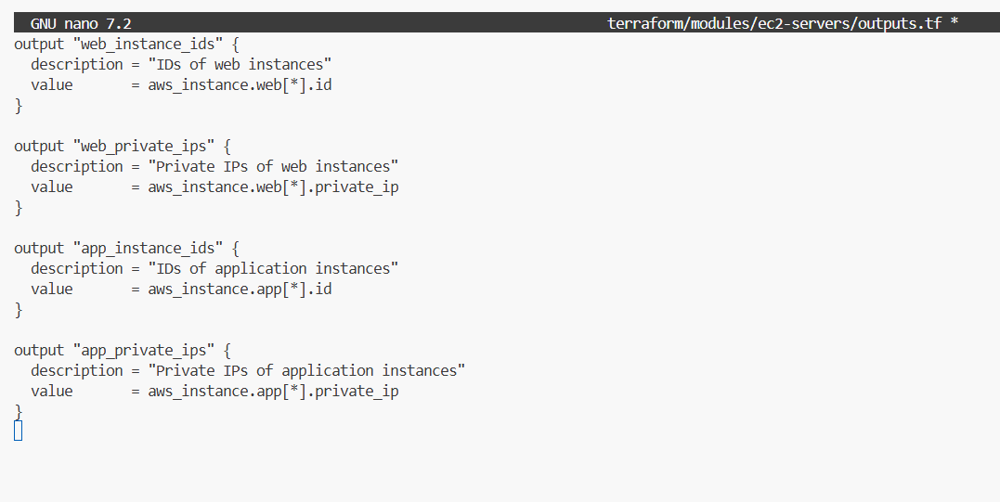 GNU nano 7.2 terraform/modules/ec2-servers/outputs.tf *
output "web_instance_ids" {
  description = "IDs of web instances"
  value       = aws_instance.web[*].id
}

output "web_private_ips" {
  description = "Private IPs of web instances"
  value       = aws_instance.web[*].private_ip
}

output "app_instance_ids" {
  description = "IDs of application instances"
  value       = aws_instance.app[*].id
}

output "app_private_ips" {
  description = "Private IPs of application instances"
  value       = aws_instance.app[*].private_ip
}